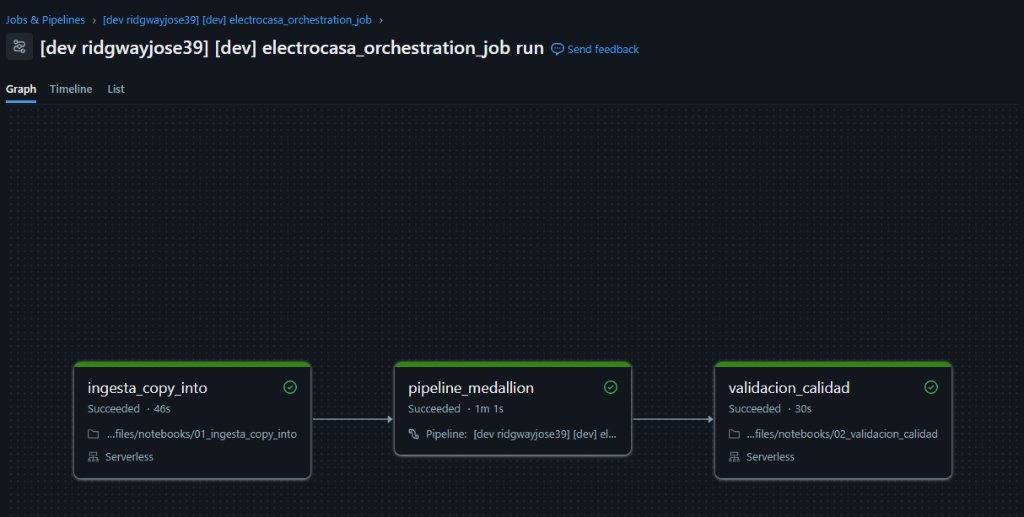 Jobs & Pipelines › [dev ridgwayjose39] [dev] electrocasa_orchestration_job ›
[dev ridgwayjose39] [dev] electrocasa_orchestration_job run Send feedback
Graph Timeline List
ingesta_copy_into
Succeeded · 46s
...files/notebooks/01_ingesta_copy_into
Serverless
pipeline_medallion
Succeeded · 1m 1s
Pipeline: [dev ridgwayjose39] [dev] el...
validacion_calidad
Succeeded · 30s
...files/notebooks/02_validacion_calidad
Serverless